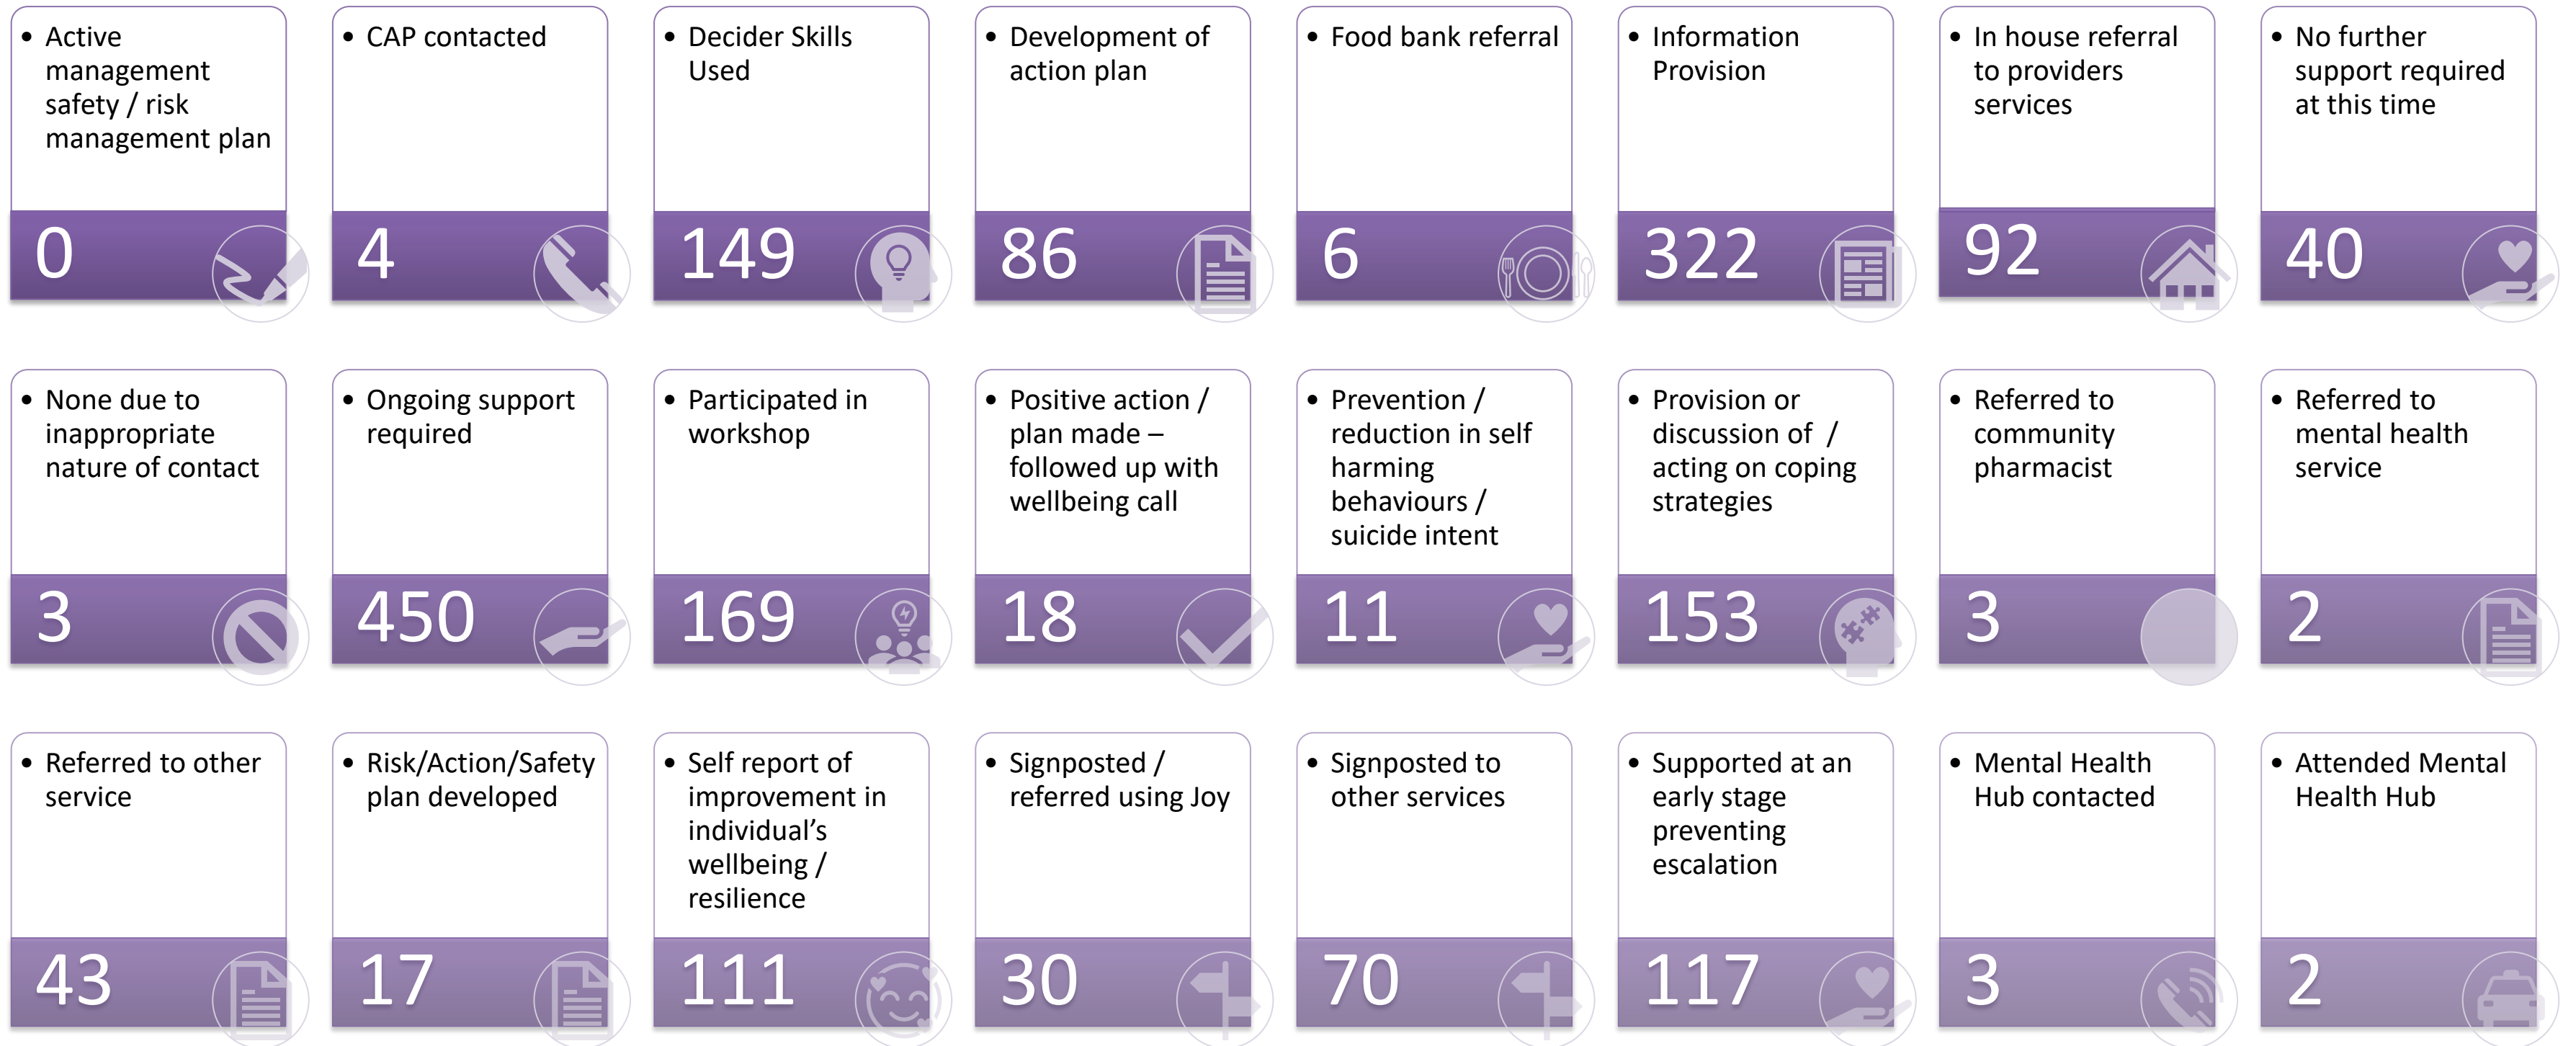 • Active
management
safety / risk
management plan
0
• CAP contacted
4
• Decider Skills
Used
149
• Development of
action plan
86
• Food bank referral
6
• Information
Provision
322
• In house referral
to providers
services
92
• No further
support required
at this time
40
• None due to
inappropriate
nature of contact
3
• Ongoing support
required
450
• Participated in
workshop
169
• Positive action /
plan made –
followed up with
wellbeing call
18
• Prevention /
reduction in self
harming
behaviours /
suicide intent
11
• Provision or
discussion of /
acting on coping
strategies
153
• Referred to
community
pharmacist
3
• Referred to
mental health
service
2
• Referred to other
service
43
• Risk/Action/Safety
plan developed
17
• Self report of
improvement in
individual’s
wellbeing /
resilience
111
• Signposted /
referred using Joy
30
• Signposted to
other services
70
• Supported at an
early stage
preventing
escalation
117
• Mental Health
Hub contacted
3
• Attended Mental
Health Hub
2